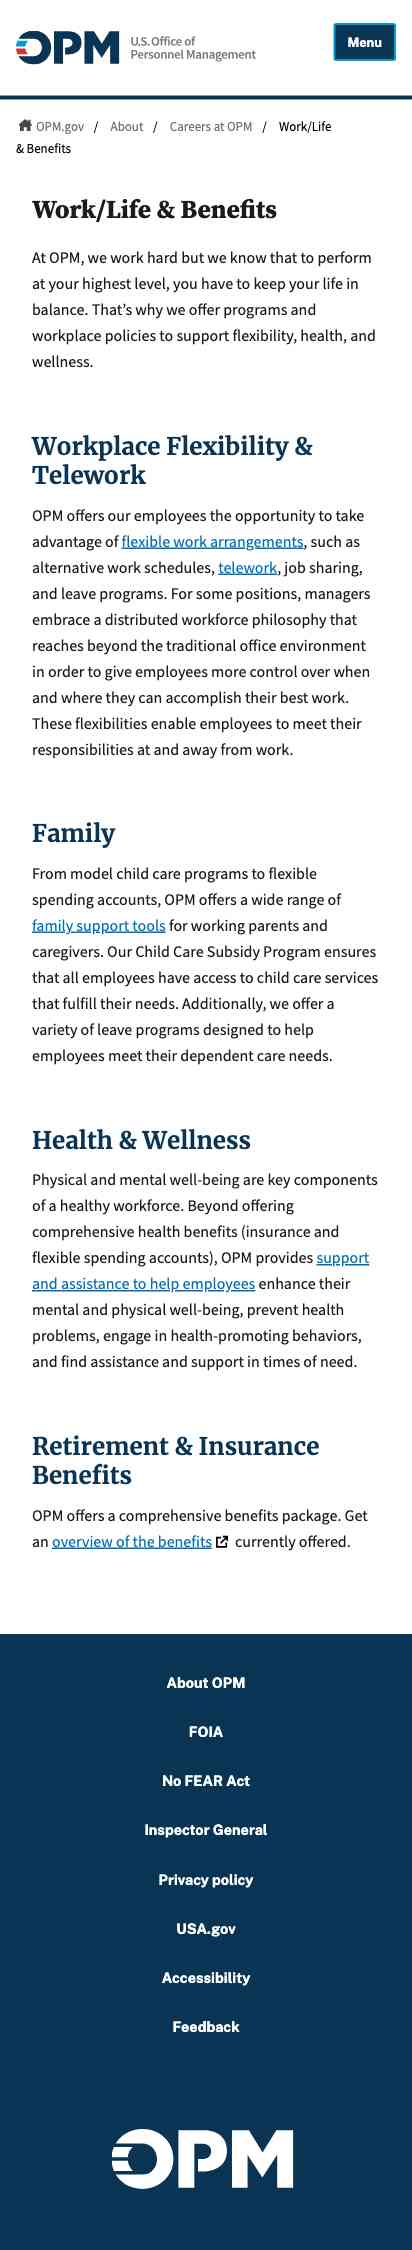 OPM U.S. Office of
Personnel Management
Menu
OPM.gov / About / Careers at OPM / Work/Life
& Benefits
Work/Life & Benefits
At OPM, we work hard but we know that to perform
at your highest level, you have to keep your life in
balance. That’s why we offer programs and
workplace policies to support flexibility, health, and
wellness.
Workplace Flexibility &
Telework
OPM offers our employees the opportunity to take
advantage of flexible work arrangements, such as
alternative work schedules, telework, job sharing,
and leave programs. For some positions, managers
embrace a distributed workforce philosophy that
reaches beyond the traditional office environment
in order to give employees more control over when
and where they can accomplish their best work.
These flexibilities enable employees to meet their
responsibilities at and away from work.
Family
From model child care programs to flexible
spending accounts, OPM offers a wide range of
family support tools for working parents and
caregivers. Our Child Care Subsidy Program ensures
that all employees have access to child care services
that fulfill their needs. Additionally, we offer a
variety of leave programs designed to help
employees meet their dependent care needs.
Health & Wellness
Physical and mental well-being are key components
of a healthy workforce. Beyond offering
comprehensive health benefits (insurance and
flexible spending accounts), OPM provides support
and assistance to help employees enhance their
mental and physical well-being, prevent health
problems, engage in health-promoting behaviors,
and find assistance and support in times of need.
Retirement & Insurance
Benefits
OPM offers a comprehensive benefits package. Get
an overview of the benefits currently offered.
About OPM
FOIA
No FEAR Act
Inspector General
Privacy policy
USA.gov
Accessibility
Feedback
OPM